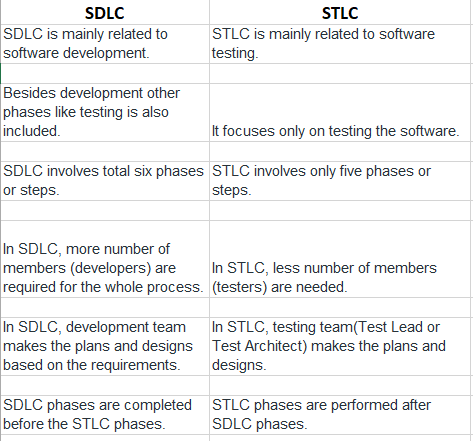 SDLC STLC
SDLC is mainly related to
software development.
STLC is mainly related to software
testing.
Besides development other
phases like testing is also
included.
It focuses only on testing the software.
SDLC involves total six phases
or steps.
STLC involves only five phases or
steps.
In SDLC, more number of
members (developers) are
required for the whole process.
In STLC, less number of members
(testers) are needed.
In SDLC, development team
makes the plans and designs
based on the requirements.
In STLC, testing team(Test Lead or
Test Architect) makes the plans and
designs.
SDLC phases are completed
before the STLC phases.
STLC phases are performed after
SDLC phases.